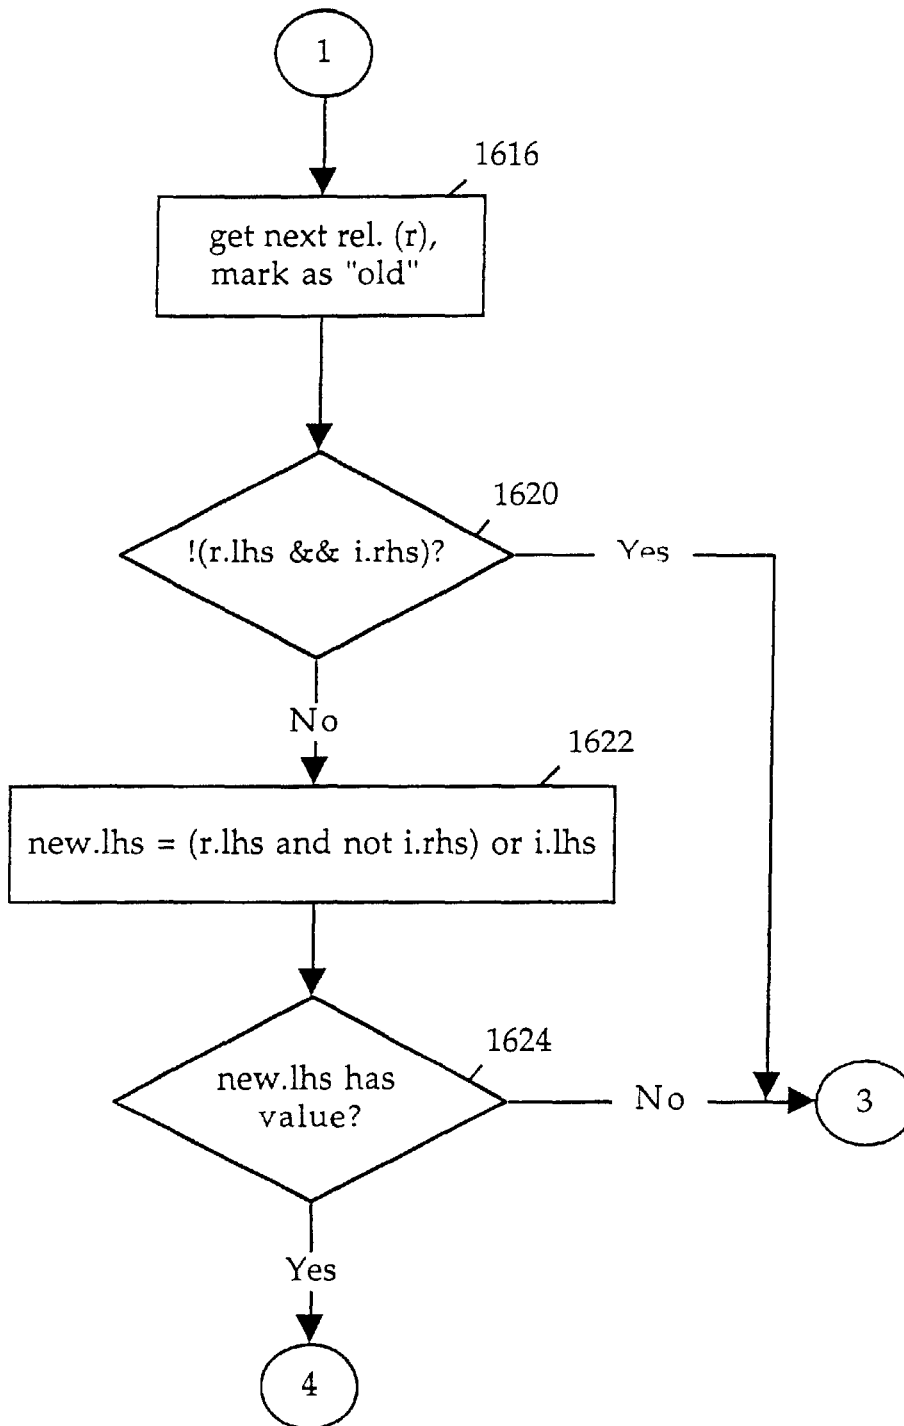 1
1616
get next rel. (r),
mark as "old"
1620
!(r.lhs && i.rhs)?
Yes
No
1622
new.lhs = (r.lhs and not i.rhs) or i.lhs
1624
new.lhs has
value?
No
3
Yes
4